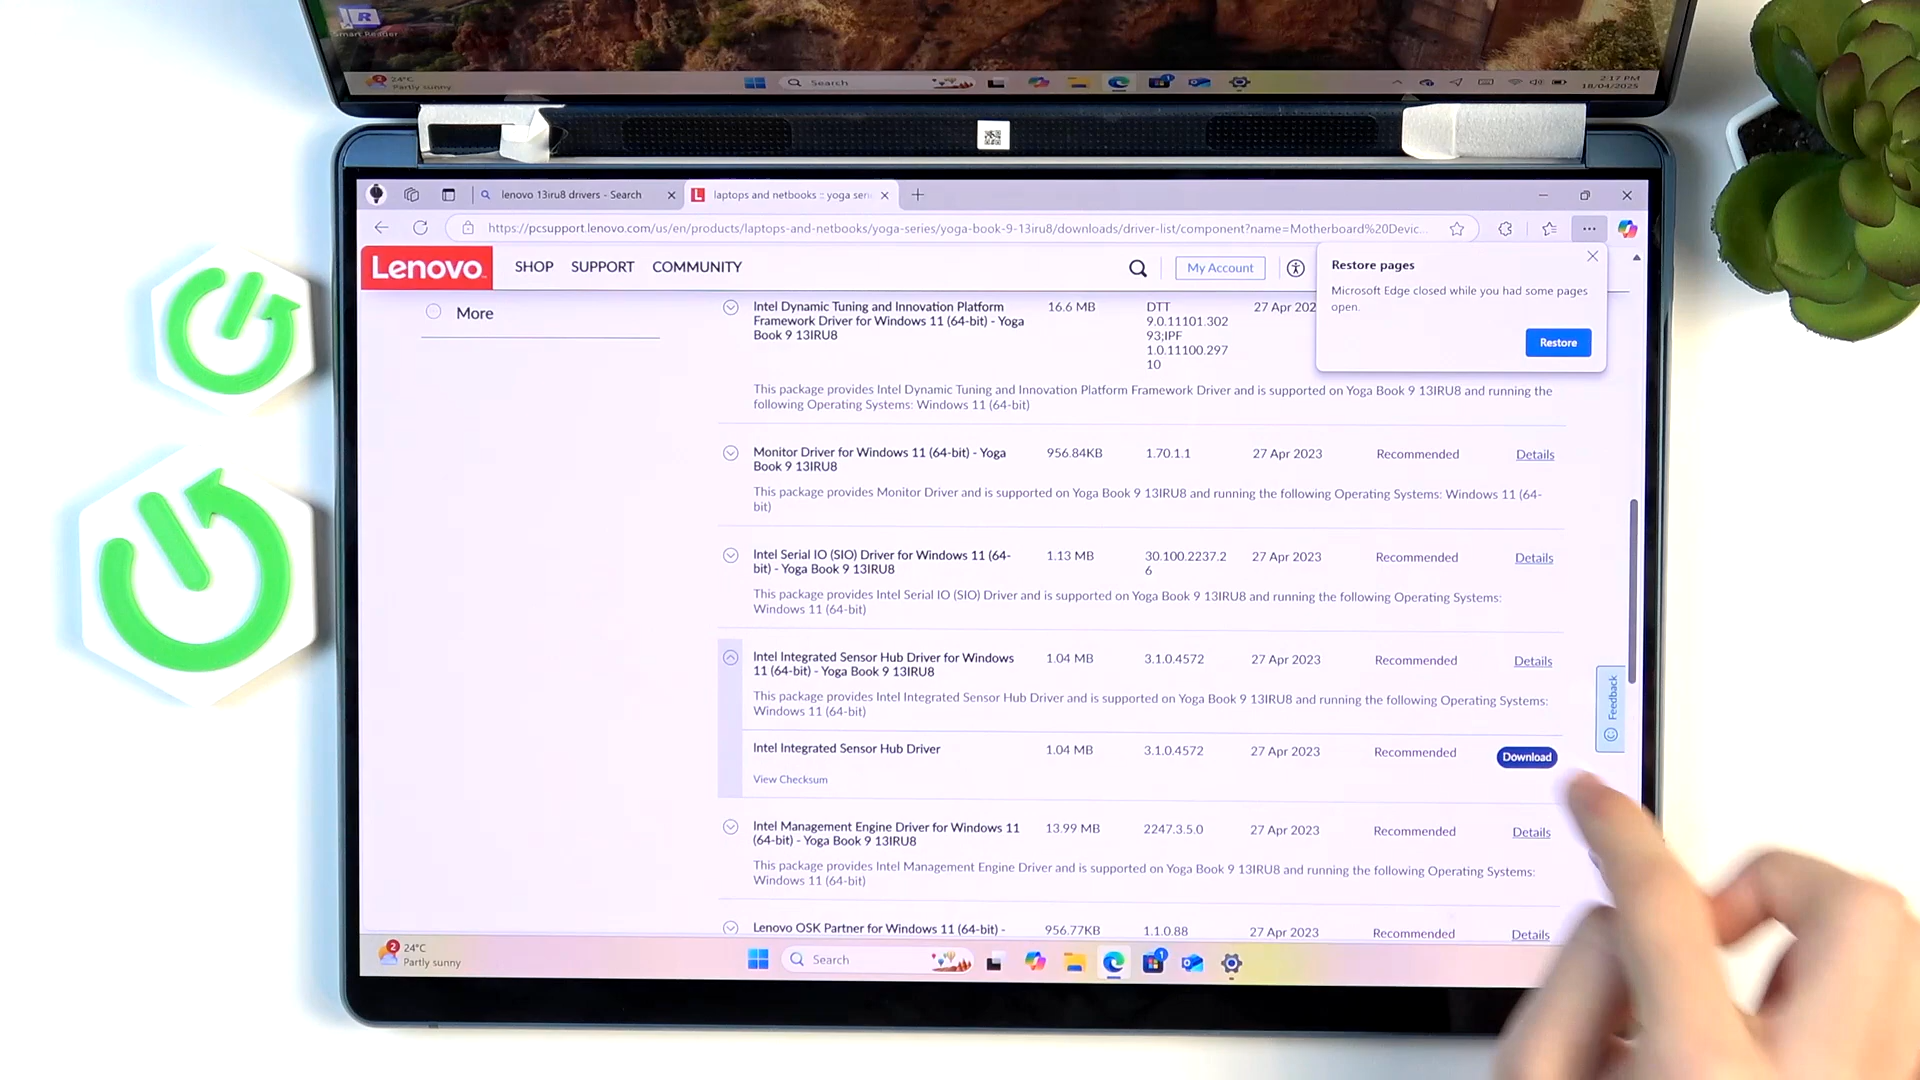 R
Smart Reader
2
24°C
Partly sunny
Search
2:17 PM
18/04/2025
lenovo 13iru8 drivers - Search
L
laptops and netbooks :: yoga seri
https://pcsupport.lenovo.com/us/en/products/laptops-and-netbooks/yoga-series/yoga-book-9-13iru8/downloads/driver-list/component?name=Motherboard%20Devic...
Lenovo
SHOP
SUPPORT
COMMUNITY
My Account
Restore pages
Microsoft Edge closed while you had some pages
open.
Restore
More
Intel Dynamic Tuning and Innovation Platform
Framework Driver for Windows 11 (64-bit) - Yoga
Book 9 13IRU8
16.6 MB
DTT
9.0.11101.302
93;IPF
1.0.11100.297
10
27 Apr 202
This package provides Intel Dynamic Tuning and Innovation Platform Framework Driver and is supported on Yoga Book 9 13IRU8 and running the
following Operating Systems: Windows 11 (64-bit)
Monitor Driver for Windows 11 (64-bit) - Yoga
Book 9 13IRU8
956.84KB
1.70.1.1
27 Apr 2023
Recommended
Details
This package provides Monitor Driver and is supported on Yoga Book 9 13IRU8 and running the following Operating Systems: Windows 11 (64-
bit)
Intel Serial IO (SIO) Driver for Windows 11 (64-
bit) - Yoga Book 9 13IRU8
1.13 MB
30.100.2237.2
6
27 Apr 2023
Recommended
Details
This package provides Intel Serial IO (SIO) Driver and is supported on Yoga Book 9 13IRU8 and running the following Operating Systems:
Windows 11 (64-bit)
Intel Integrated Sensor Hub Driver for Windows
11 (64-bit) - Yoga Book 9 13IRU8
1.04 MB
3.1.0.4572
27 Apr 2023
Recommended
Details
This package provides Intel Integrated Sensor Hub Driver and is supported on Yoga Book 9 13IRU8 and running the following Operating Systems:
Windows 11 (64-bit)
Intel Integrated Sensor Hub Driver
1.04 MB
3.1.0.4572
27 Apr 2023
Recommended
Download
View Checksum
Feedback
Intel Management Engine Driver for Windows 11
(64-bit) - Yoga Book 9 13IRU8
13.99 MB
2247.3.5.0
27 Apr 2023
Recommended
Details
This package provides Intel Management Engine Driver and is supported on Yoga Book 9 13IRU8 and running the following Operating Systems:
Windows 11 (64-bit)
Lenovo OSK Partner for Windows 11 (64-bit) -
956.77KB
1.1.0.88
27 Apr 2023
Recommended
Details
2
24°C
Partly sunny
Search
1